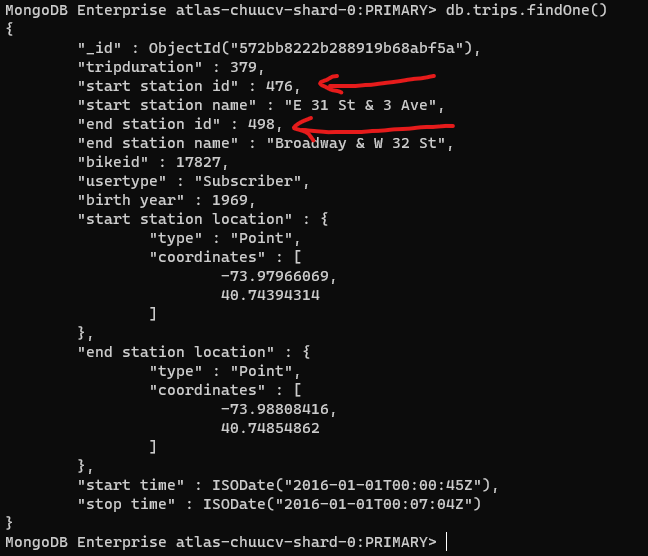 MongoDB Enterprise atlas-chuucv-shard-0:PRIMARY> db.trips.findOne()
{
"_id" : ObjectId("572bb8222b288919b68abf5a"),
"tripduration" : 379,
"start station id" : 476,
"start station name" : "E 31 St & 3 Ave",
"end station id" : 498,
"end station name" : "Broadway & W 32 St",
"bikeid" : 17827,
"usertype" : "Subscriber",
"birth year" : 1969,
"start station location" : {
"type" : "Point",
"coordinates" : [
-73.97966069,
40.74394314
]
},
"end station location" : {
"type" : "Point",
"coordinates" : [
-73.98808416,
40.74854862
]
},
"start time" : ISODate("2016-01-01T00:00:45Z"),
"stop time" : ISODate("2016-01-01T00:07:04Z")
}
MongoDB Enterprise atlas-chuucv-shard-0:PRIMARY>